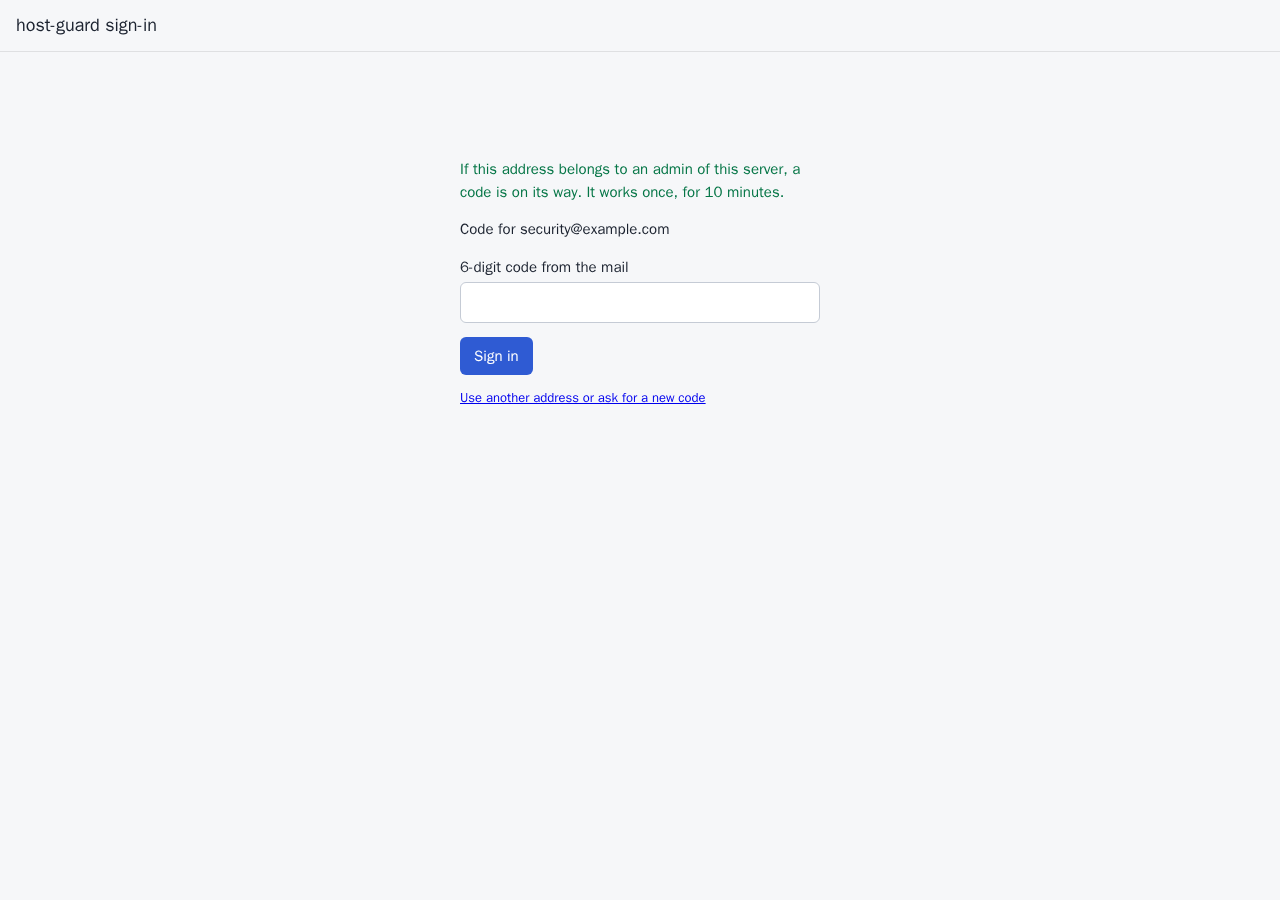 host-guard sign-in
If this address belongs to an admin of this server, a
code is on its way. It works once, for 10 minutes.
Code for security@example.com
6-digit code from the mail
Sign in
Use another address or ask for a new code